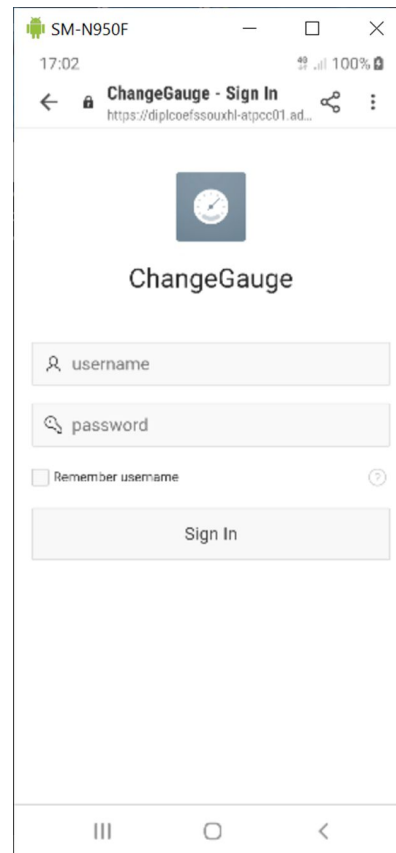 SM-N950F
17:02
100%
ChangeGauge - Sign In
https://diplcoefssouxhl-atpcc01.ad...
ChangeGauge
username
password
Remember username
?
Sign In